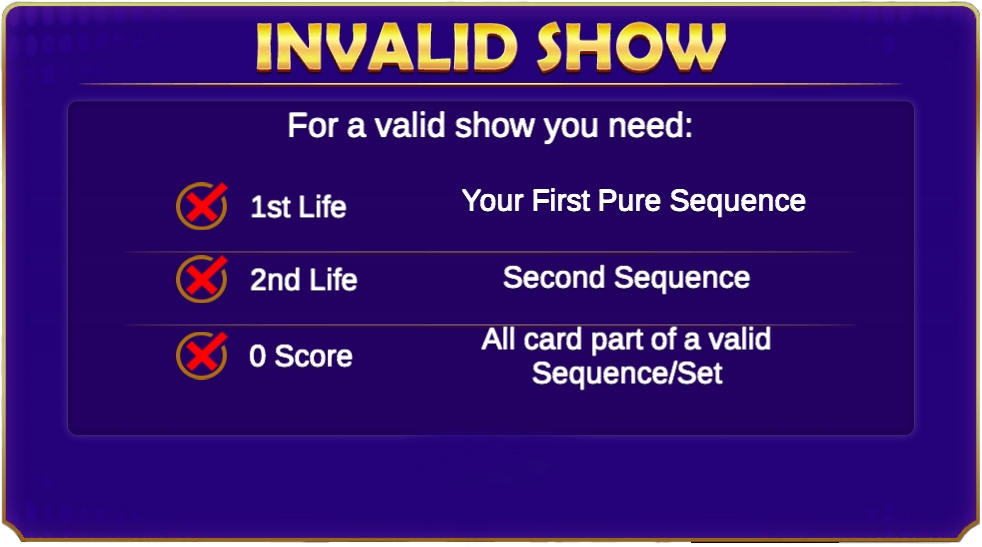 INVALID SHOW
For a valid show you need:
1st Life
Your First Pure Sequence
2nd Life
Second Sequence
0 Score
All card part of a valid
Sequence/Set